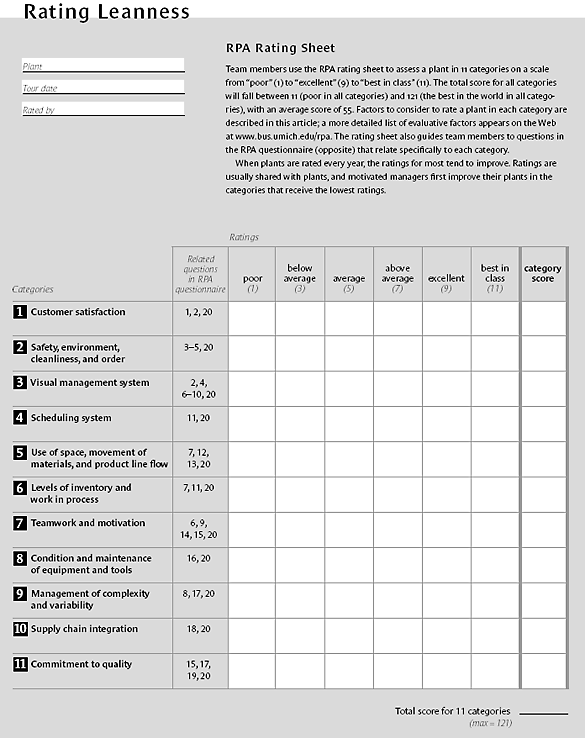 Rating Leanness
Plant
Tour date
Rated by
RPA Rating Sheet
Team members use the RPA rating sheet to assess a plant in 11 categories on a scale
from "poor" (1) to "excellent" (9) to "best in class" (11). The total score for all categories
will fall between 11 (poor in all categories) and 121 (the best in the world in all catego-
ries), with an average score of 55. Factors to consider to rate a plant in each category are
described in this article; a more detailed list of evaluative factors appears on the Web
at www.bus.umich.edu/rpa. The rating sheet also guides team members to questions in
the RPA questionnaire (opposite) that relate specifically to each category.
When plants are rated every year, the ratings for most tend to improve. Ratings are
usually shared with plants, and motivated managers first improve their plants in the
categories that receive the lowest ratings.
Ratings
Categories
Related
questions
in RPA
questionnaire
poor
(1)
below
average
(3)
average
(5)
above
average
(7)
excellent
(9)
best in
class
(11)
category
score
1 Customer satisfaction
1, 2, 20
2 Safety, environment,
cleanliness, and order
3–5, 20
3 Visual management system
2, 4,
6–10, 20
4 Scheduling system
11, 20
5 Use of space, movement of
materials, and product line flow
7, 12,
13, 20
6 Levels of inventory and
work in process
7, 11, 20
7 Teamwork and motivation
6, 9,
14, 15, 20
8 Condition and maintenance
of equipment and tools
16, 20
9 Management of complexity
and variability
8, 17, 20
10 Supply chain integration
18, 20
11 Commitment to quality
15, 17,
19, 20
Total score for 11 categories
(max = 121)